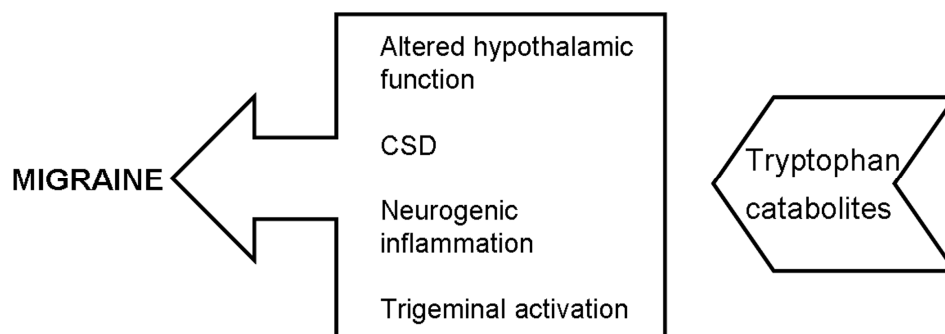 MIGRAINE
Altered hypothalamic
function
CSD
Neurogenic
inflammation
Trigeminal activation
Tryptophan
catabolites